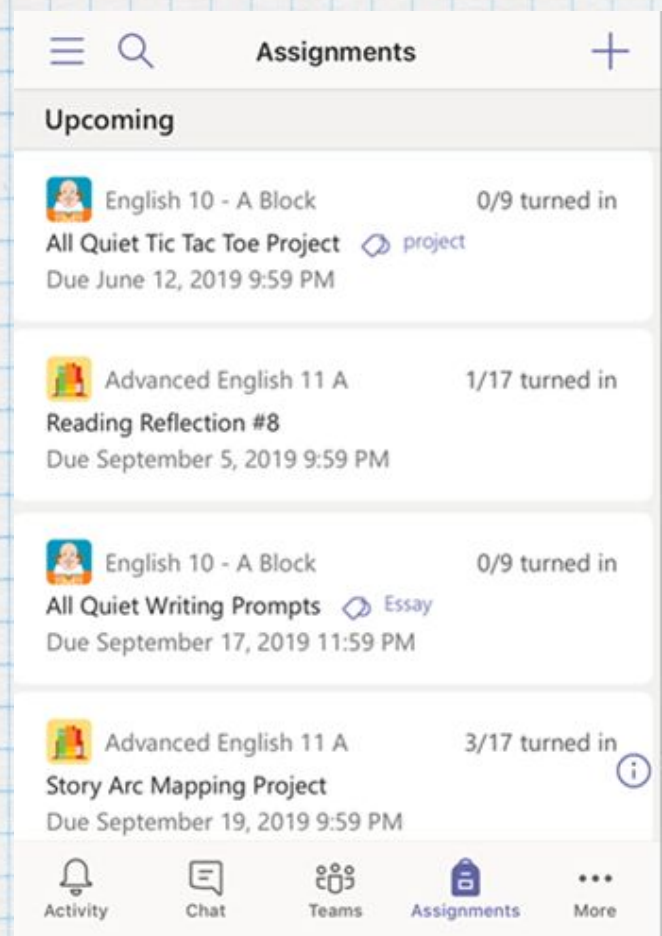 Assignments
Upcoming
English 10 - A Block 0/9 turned in
All Quiet Tic Tac Toe Project project
Due June 12, 2019 9:59 PM
Advanced English 11 A 1/17 turned in
Reading Reflection #8
Due September 5, 2019 9:59 PM
English 10 - A Block 0/9 turned in
All Quiet Writing Prompts Essay
Due September 17, 2019 11:59 PM
Advanced English 11 A 3/17 turned in
Story Arc Mapping Project
Due September 19, 2019 9:59 PM
Activity Chat Teams Assignments More